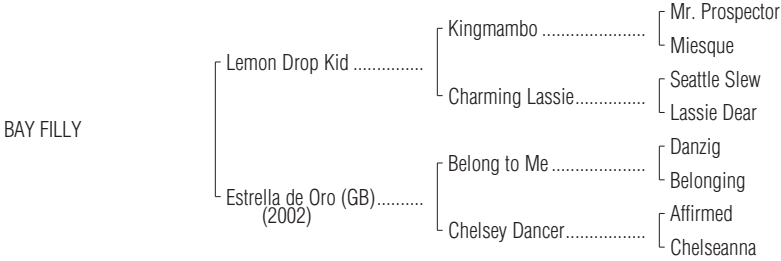 Mr. Prospector
Kingmambo ......................
Miesque
Lemon Drop Kid ...............
Seattle Slew
Charming Lassie...............
Lassie Dear
BAY FILLY
Danzig
Belong to Me ....................
Belonging
Estrella de Oro (GB)..........
(2002)
Affirmed
Chelsey Dancer.................
Chelseanna